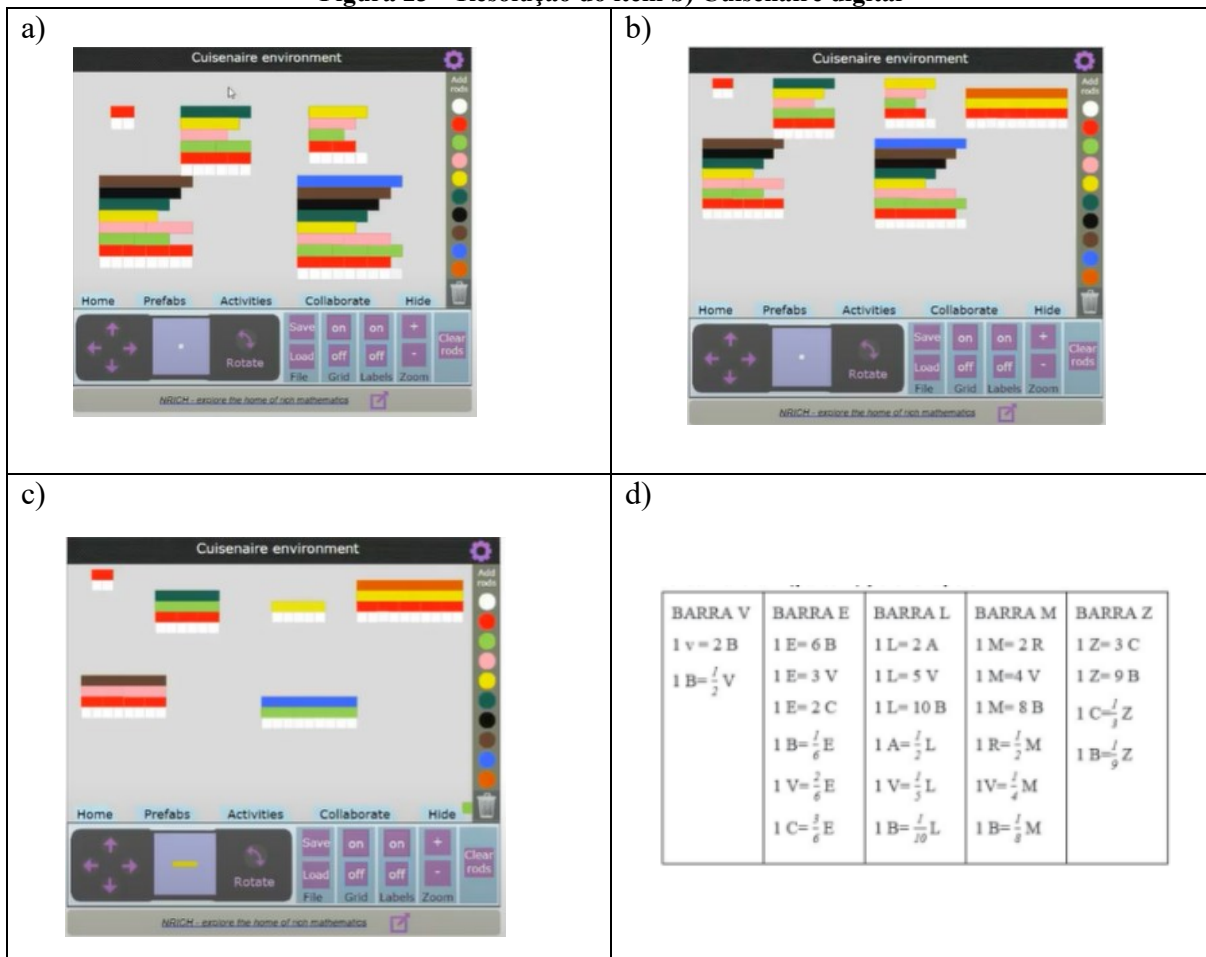 Figura 25 – Resolução do item b) Cuisenaire digital
a)
Cuisenaire environment
Add
rods
Home Prefabs Activities Collaborate Hide
Save on on +
Clear
rods
Load off off -
Rotate
File Grid Labels Zoom
NRICH - explore the home of rich mathematics
b)
Cuisenaire environment
Add
rods
Home Prefabs Activities Collaborate Hide
Save on on +
Clear
rods
Load off off -
Rotate
File Grid Labels Zoom
NRICH - explore the home of rich mathematics
c)
Cuisenaire environment
Add
rods
Home Prefabs Activities Collaborate Hide
Save on on +
Clear
rods
Load off off -
Rotate
File Grid Labels Zoom
NRICH - explore the home of rich mathematics
d)
BARRA V BARRA E BARRA L BARRA M BARRA Z
1 v = 2 B 1 E= 6 B 1 L= 2 A 1 M= 2 R 1 Z= 3 C
1 B= 1/2 V 1 E= 3 V 1 L= 5 V 1 M=4 V 1 Z= 9 B
1 E= 2 C 1 L= 10 B 1 M= 8 B 1 C= 1/3 Z
1 B= 1/6 E 1 A= 1/2 L 1 R= 1/2 M 1 B= 1/9 Z
1 V= 2/6 E 1 V= 1/5 L 1V= 1/4 M
1 C= 3/6 E 1 B= 1/10 L 1 B= 1/8 M